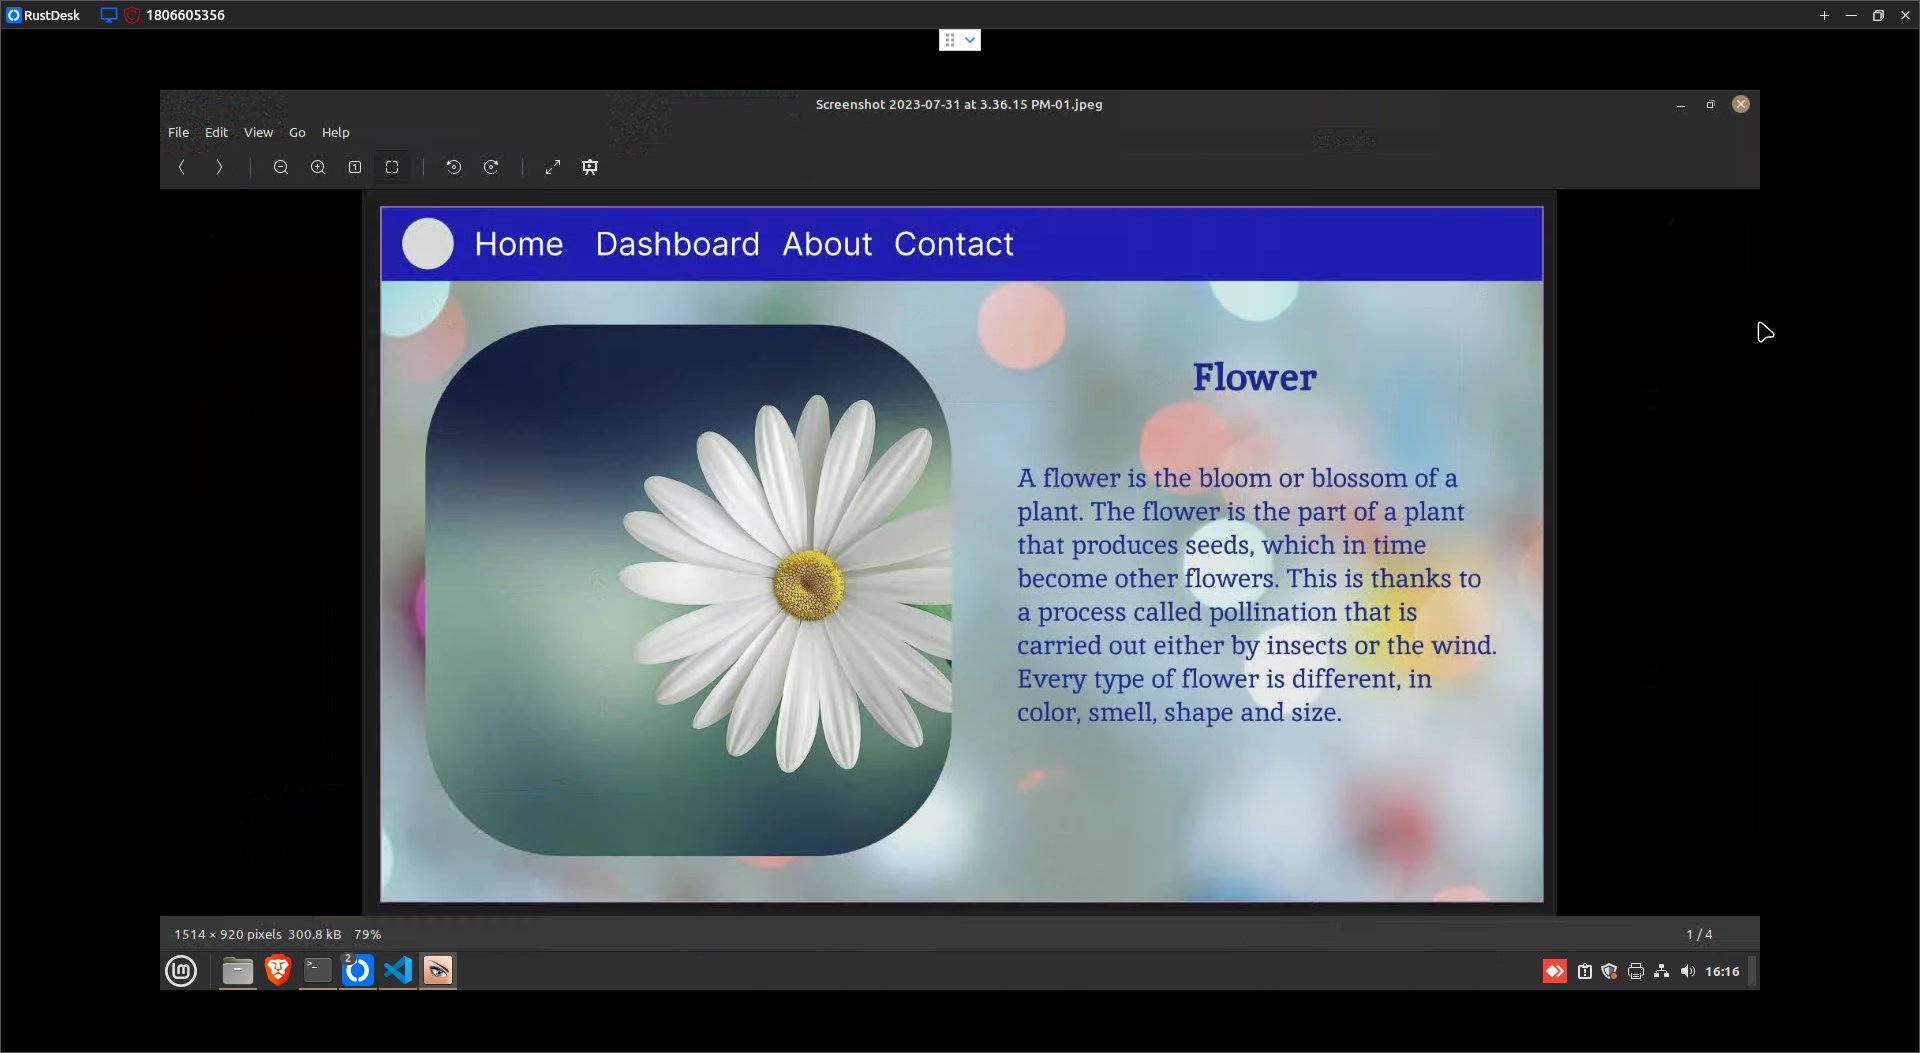 RustDesk 1806605356
Screenshot 2023-07-31 at 3.36.15 PM-01.jpeg
File Edit View Go Help
Home Dashboard About Contact
Flower
A flower is the bloom or blossom of a
plant. The flower is the part of a plant
that produces seeds, which in time
become other flowers. This is thanks to
a process called pollination that is
carried out either by insects or the wind.
Every type of flower is different, in
color, smell, shape and size.
1514 × 920 pixels 300.8 kB 79%
1 / 4
2
16:16